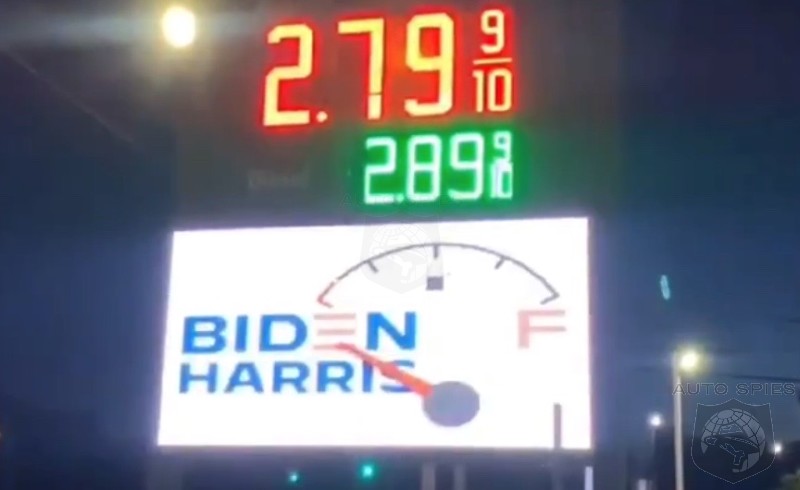 2.79 9/10
2.89 9/10
BIDEN F
HARRIS
AUTO SPIES